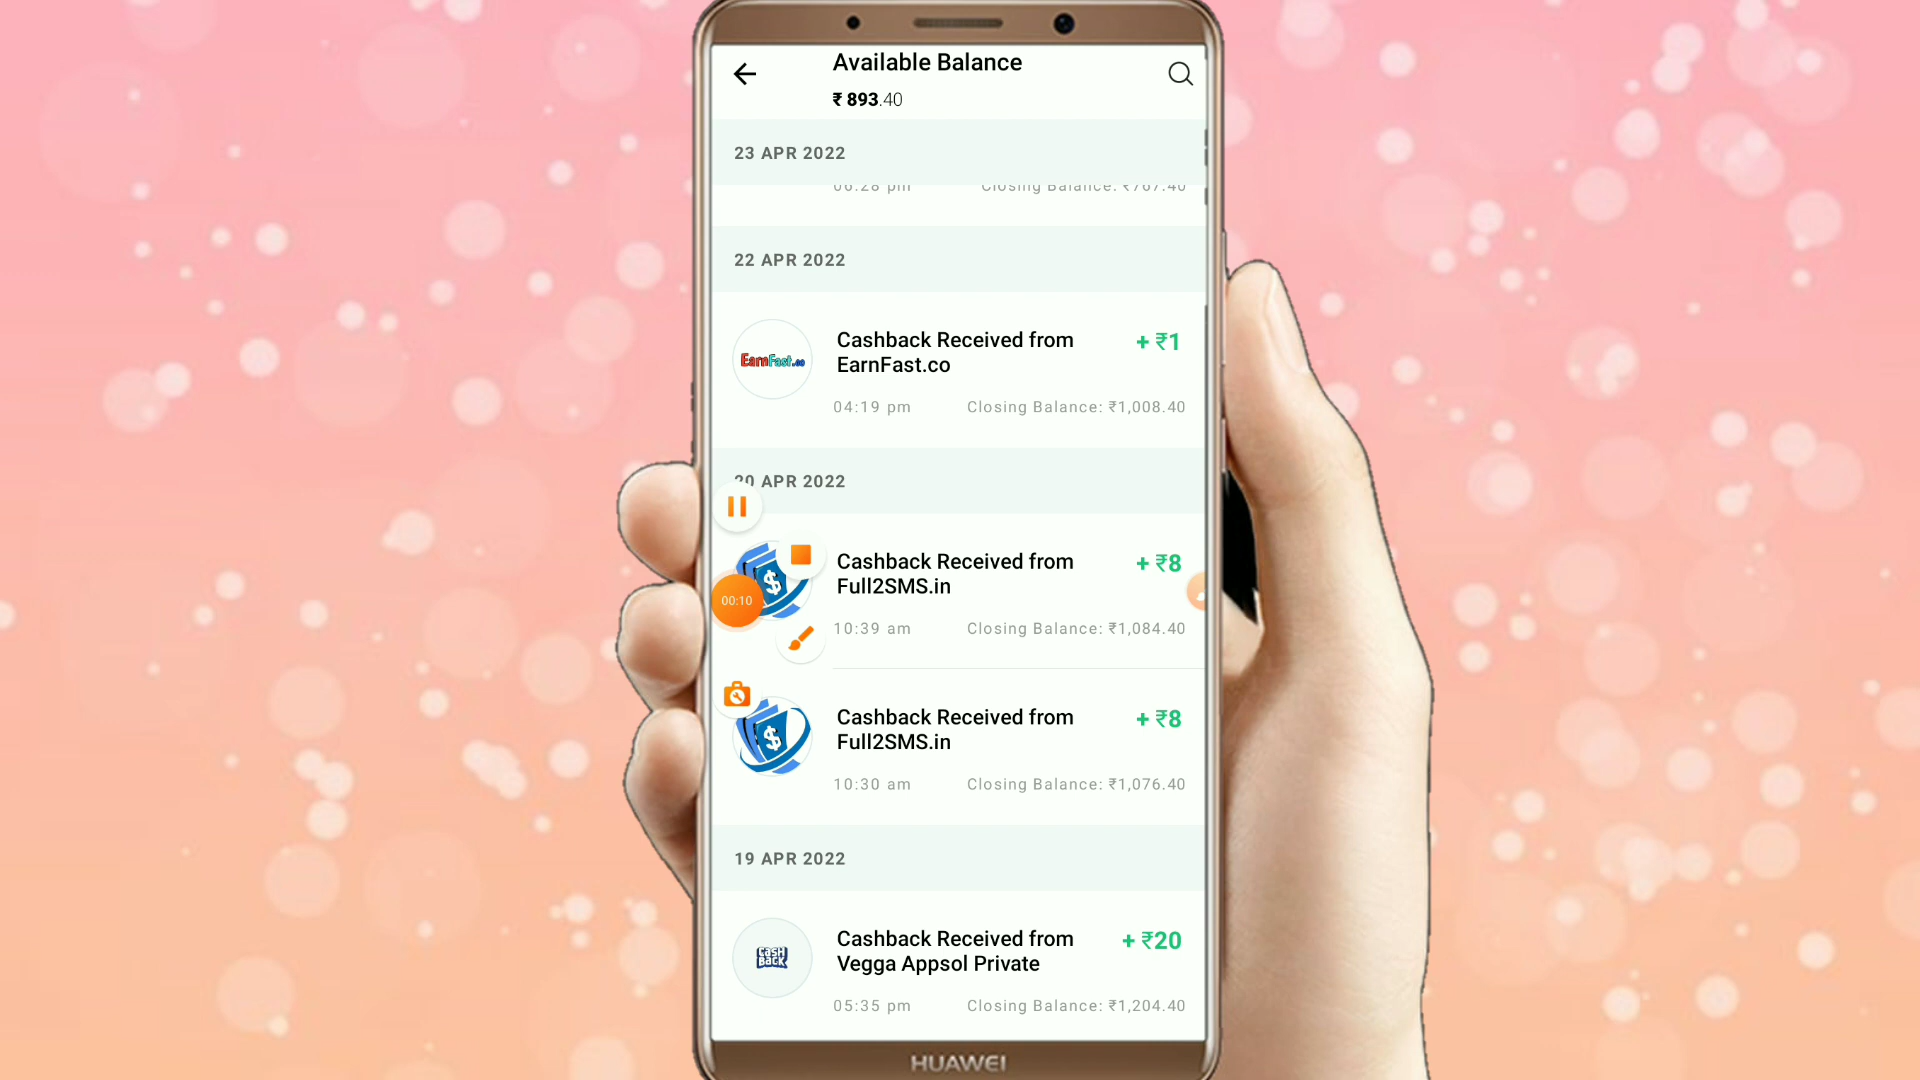 Available Balance
₹ 893.40
23 APR 2022
06:28 pm Closing Balance: ₹767.40
22 APR 2022
EarnFast.co
Cashback Received from + ₹1
EarnFast.co
04:19 pm Closing Balance: ₹1,008.40
20 APR 2022
Cashback Received from + ₹8
Full2SMS.in
00:10
10:39 am Closing Balance: ₹1,084.40
Cashback Received from + ₹8
Full2SMS.in
10:30 am Closing Balance: ₹1,076.40
19 APR 2022
CASH BACK
Cashback Received from + ₹20
Vegga Appsol Private
05:35 pm Closing Balance: ₹1,204.40
HUAWEI